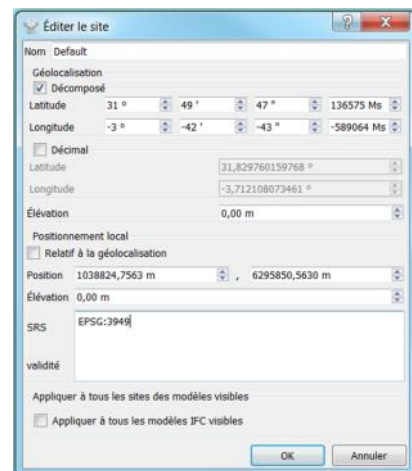 Éditer le site
Nom Default
Géolocalisation
Décomposé
Latitude 31 ° 49 ' 47 " 136575 Ms
Longitude -3 ° -42 ' -43 " -589064 Ms
Décimal
Latitude 31,829760159768 °
Longitude -3,712108073461 °
Élévation 0,00 m
Positionnement local
Relatif à la géolocalisation
Position 1038824,7563 m , 6295850,5630 m
Élévation 0,00 m
SRS EPSG:3949
validité
Appliquer à tous les sites des modèles visibles
Appliquer à tous les modèles IFC visibles
OK Annuler